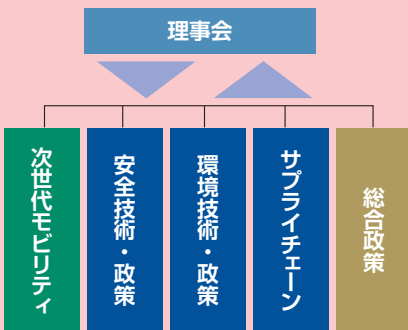 理事会
次世代モビリティ
安全技術・政策
環境技術・政策
サプライチェーン
総合政策